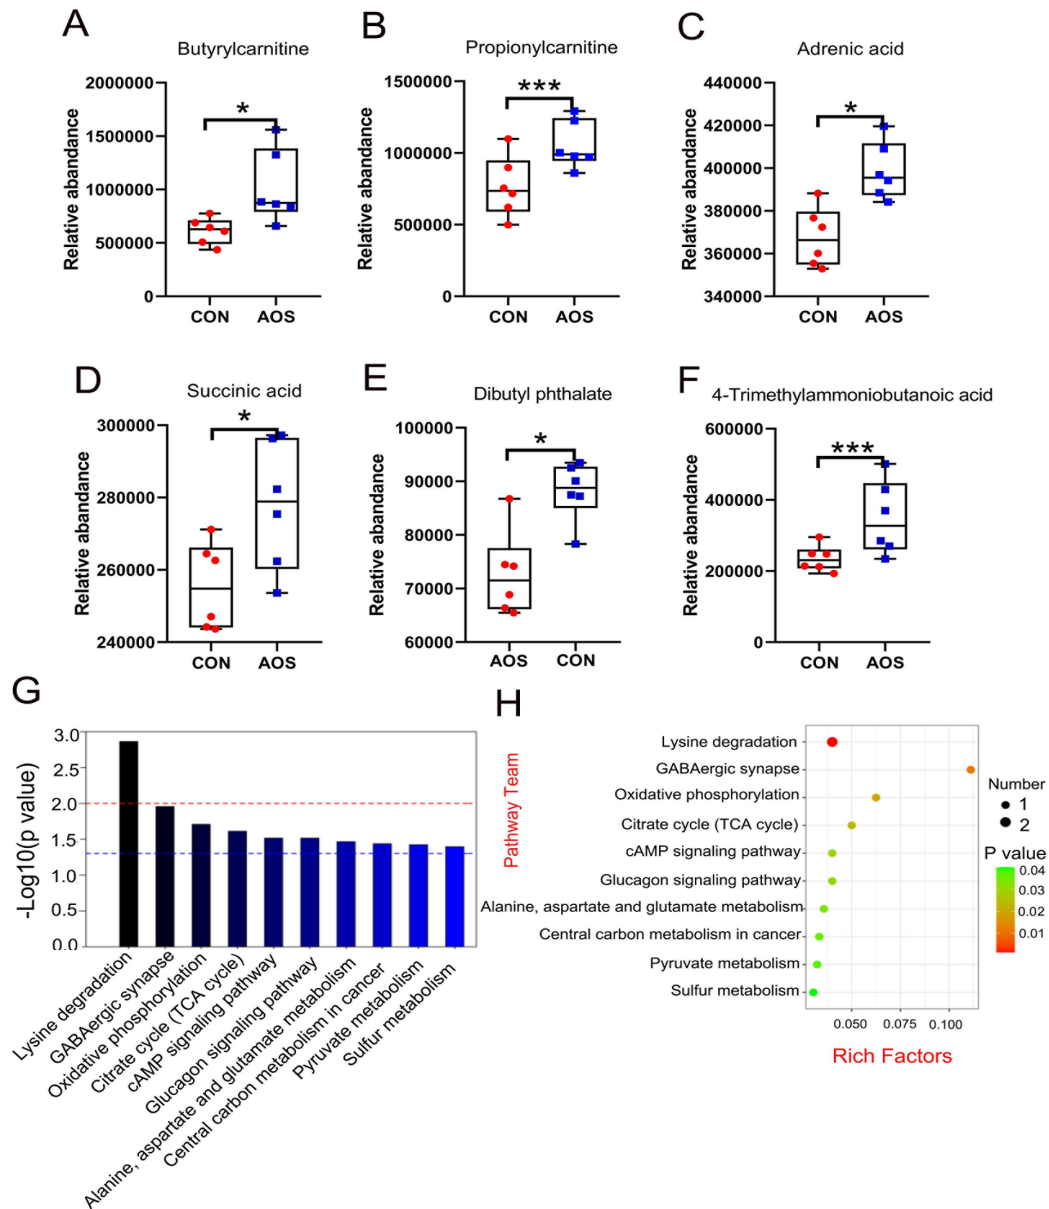 A
Butyrylcarnitine
Relative abundance
2000000
1500000
1000000
500000
0
*
CON AOS
B
Propionylcarnitine
Relative abundance
1500000
1000000
500000
0
***
CON AOS
C
Adrenic acid
Relative abundance
440000
420000
400000
380000
360000
340000
*
CON AOS
D
Succinic acid
Relative abundance
300000
280000
260000
240000
*
CON AOS
E
Dibutyl phthalate
Relative abundance
100000
90000
80000
70000
60000
*
AOS CON
F
4-Trimethylammoniobutanoic acid
Relative abundance
600000
400000
200000
0
***
CON AOS
G
-Log10(p value)
3.0
2.5
2.0
1.5
1.0
0.5
0.0
Lysine degradation
GABAergic synapse
Oxidative phosphorylation
Citrate cycle (TCA cycle)
cAMP signaling pathway
Glucagon signaling pathway
Alanine, aspartate and glutamate metabolism
Central carbon metabolism in cancer
Pyruvate metabolism
Sulfur metabolism
H
Pathway Team
Lysine degradation
GABAergic synapse
Oxidative phosphorylation
Citrate cycle (TCA cycle)
cAMP signaling pathway
Glucagon signaling pathway
Alanine, aspartate and glutamate metabolism
Central carbon metabolism in cancer
Pyruvate metabolism
Sulfur metabolism
0.050 0.075 0.100
Rich Factors
Number
1
2
P value
0.04
0.03
0.02
0.01